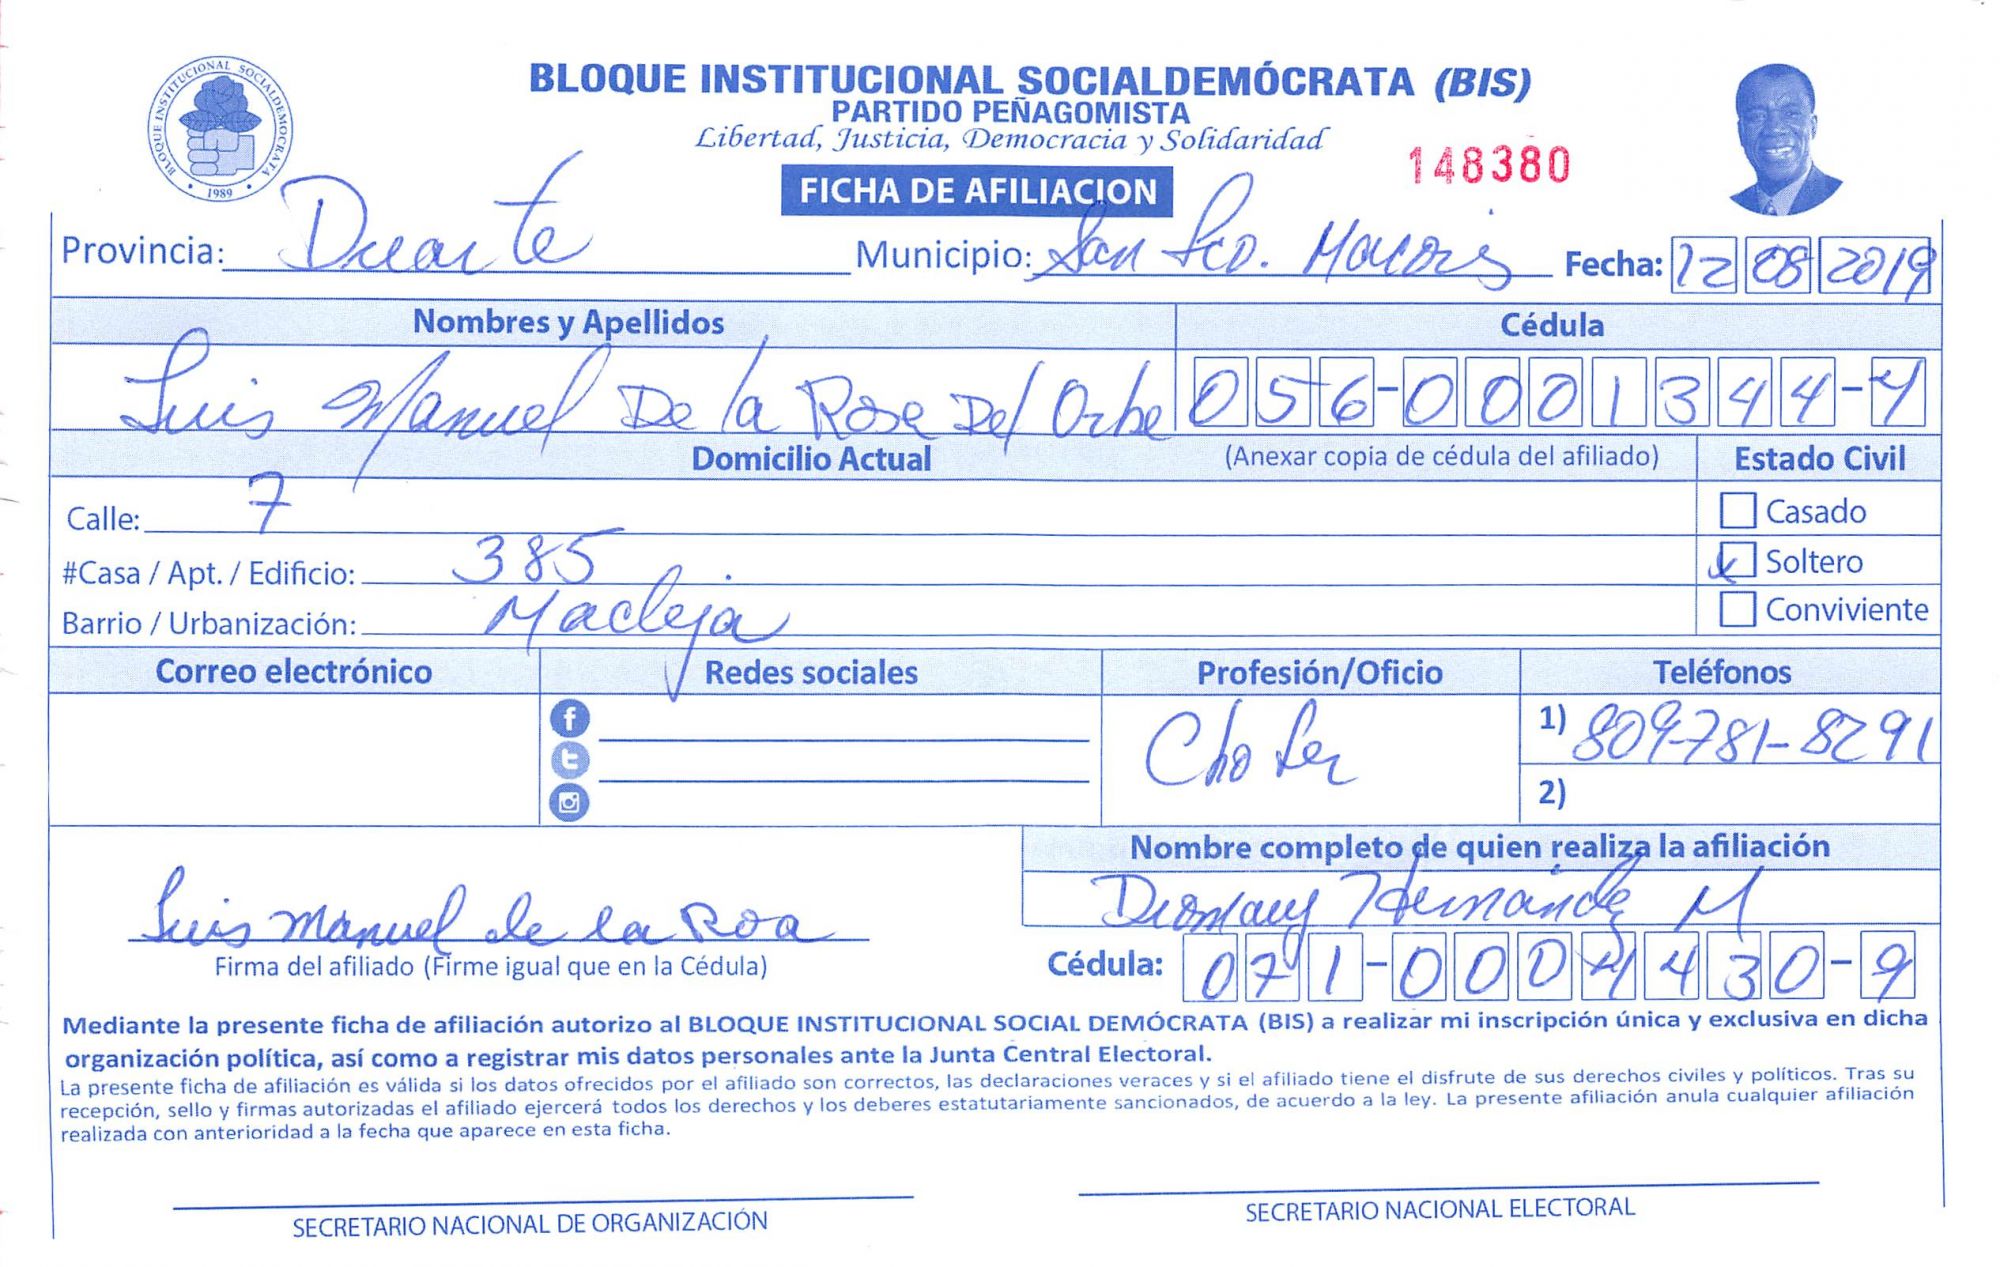 BLOQUE INSTITUCIONAL SOCIALDEMOCRATA
1989
BLOQUE INSTITUCIONAL SOCIALDEMÓCRATA (BIS)
PARTIDO PEÑAGOMISTA
Libertad, Justicia, Democracia y Solidaridad
148380
FICHA DE AFILIACION
Provincia: Duarte Municipio: San Fco. Macoris Fecha: 12 08 2019
Nombres y Apellidos Cédula
Luis Manuel De la Rosa Del Orbe 056-0001344-4
Domicilio Actual (Anexar copia de cédula del afiliado) Estado Civil
Calle: 7 Casado
#Casa / Apt. / Edificio: 385 x Soltero
Barrio / Urbanización: Conviviente
Correo electrónico Redes sociales Profesión/Oficio Teléfonos
Chofer 1) 809-781-8291
2)
Nombre completo de quien realiza la afiliación
Hernández M
Luis Manuel de la Roa
Firma del afiliado (Firme igual que en la Cédula) Cédula: 071-0004430-9
Mediante la presente ficha de afiliación autorizo al BLOQUE INSTITUCIONAL SOCIAL DEMÓCRATA (BIS) a realizar mi inscripción única y exclusiva en dicha
organización política, así como a registrar mis datos personales ante la Junta Central Electoral.
La presente ficha de afiliación es válida si los datos ofrecidos por el afiliado son correctos, las declaraciones veraces y si el afiliado tiene el disfrute de sus derechos civiles y políticos. Tras su
recepción, sello y firmas autorizadas el afiliado ejercerá todos los derechos y los deberes estatutariamente sancionados, de acuerdo a la ley. La presente afiliación anula cualquier afiliación
realizada con anterioridad a la fecha que aparece en esta ficha.
SECRETARIO NACIONAL DE ORGANIZACIÓN SECRETARIO NACIONAL ELECTORAL